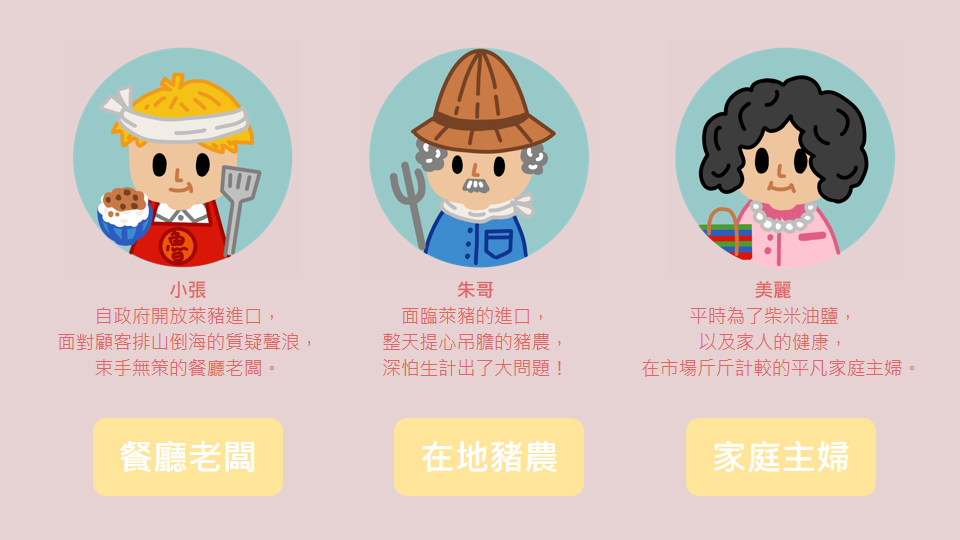 魯
小張
自政府開放萊豬進口，
面對顧客排山倒海的質疑聲浪，
束手無策的餐廳老闆。
餐廳老闆
朱哥
面臨萊豬的進口，
整天提心吊膽的豬農，
深怕生計出了大問題！
在地豬農
美麗
平時為了柴米油鹽，
以及家人的健康，
在市場斤斤計較的平凡家庭主婦。
家庭主婦